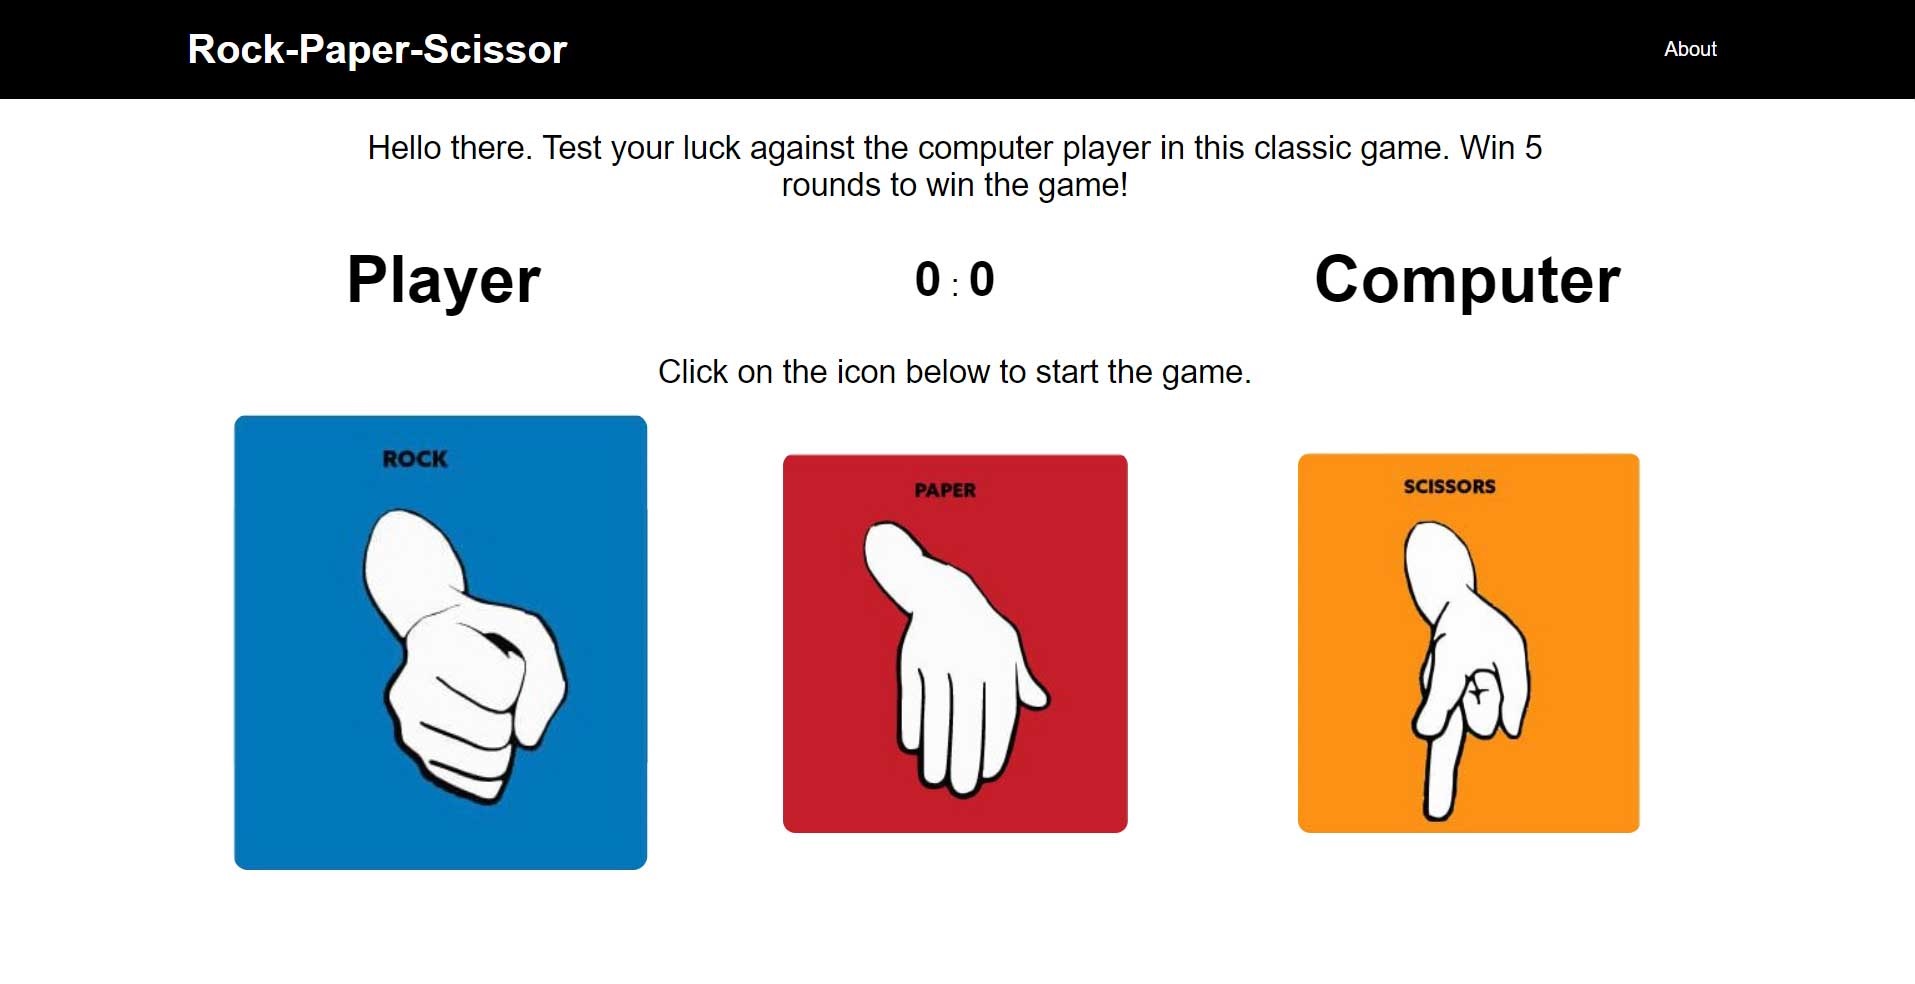 Rock-Paper-Scissor
About
Hello there. Test your luck against the computer player in this classic game. Win 5
rounds to win the game!
Player
0 : 0
Computer
Click on the icon below to start the game.
ROCK
PAPER
SCISSORS